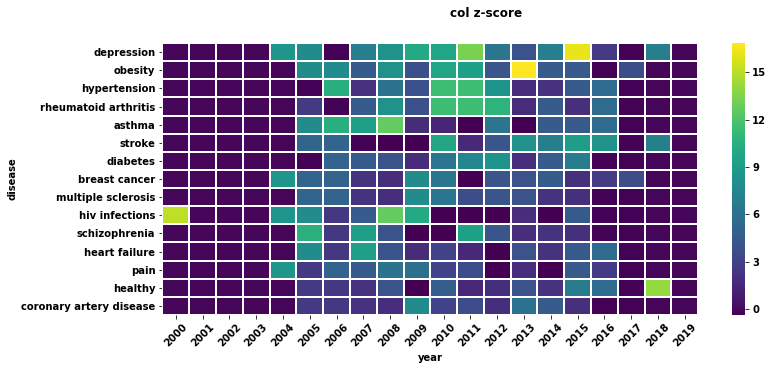 col z-score
depression
obesity
hypertension
rheumatoid arthritis
asthma
stroke
diabetes
breast cancer
multiple sclerosis
hiv infections
schizophrenia
heart failure
pain
healthy
coronary artery disease
disease
2000 2001 2002 2003 2004 2005 2006 2007 2008 2009 2010 2011 2012 2013 2014 2015 2016 2017 2018 2019
year
15
12
9
6
3
0